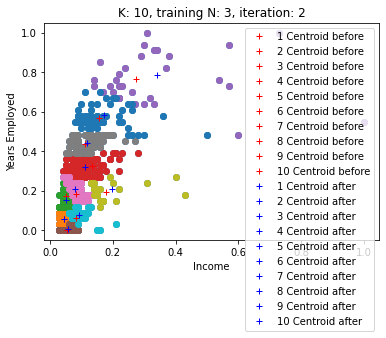 K: 10, training N: 3, iteration: 2
Years Employed
1.0
0.8
0.6
0.4
0.2
0.0
1 Centroid before
2 Centroid before
3 Centroid before
4 Centroid before
5 Centroid before
6 Centroid before
7 Centroid before
8 Centroid before
9 Centroid before
10 Centroid before
1 Centroid after
2 Centroid after
3 Centroid after
4 Centroid after
5 Centroid after
6 Centroid after
7 Centroid after
8 Centroid after
9 Centroid after
10 Centroid after
0.0 0.2 0.4 0.6 0.8 1.0
Income